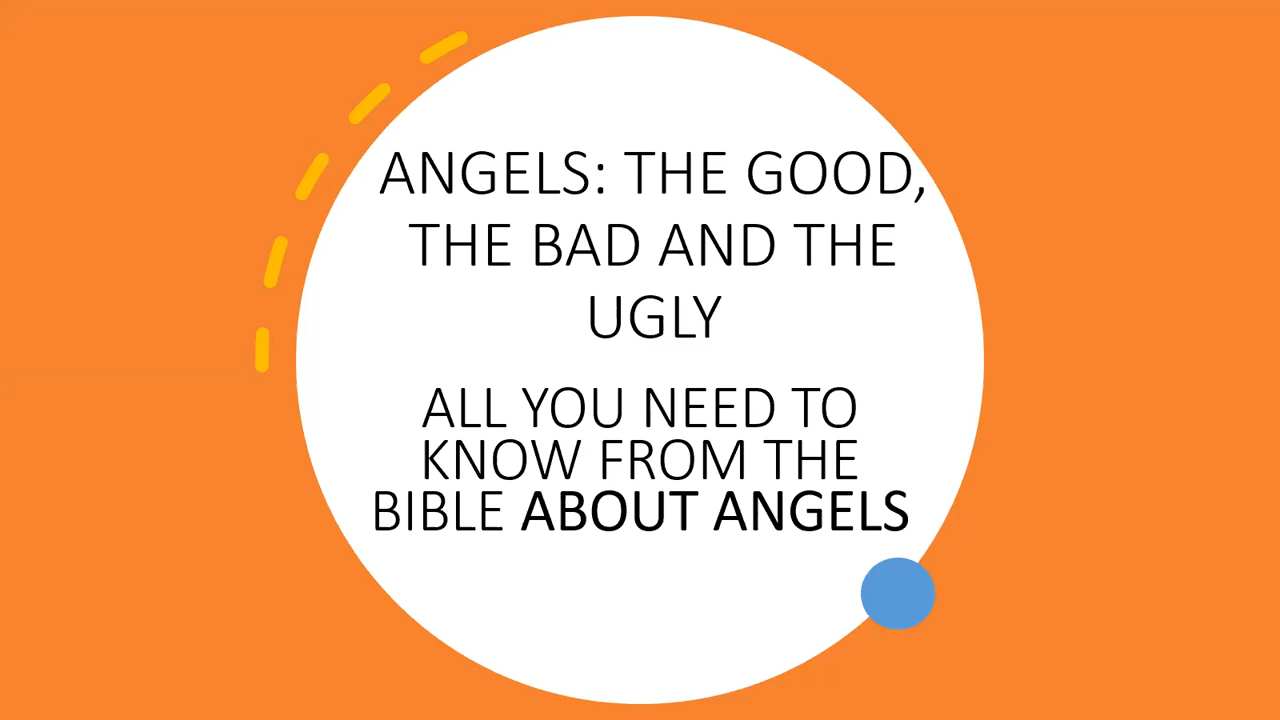 ANGELS: THE GOOD,
THE BAD AND THE
UGLY
ALL YOU NEED TO
KNOW FROM THE
BIBLE ABOUT ANGELS